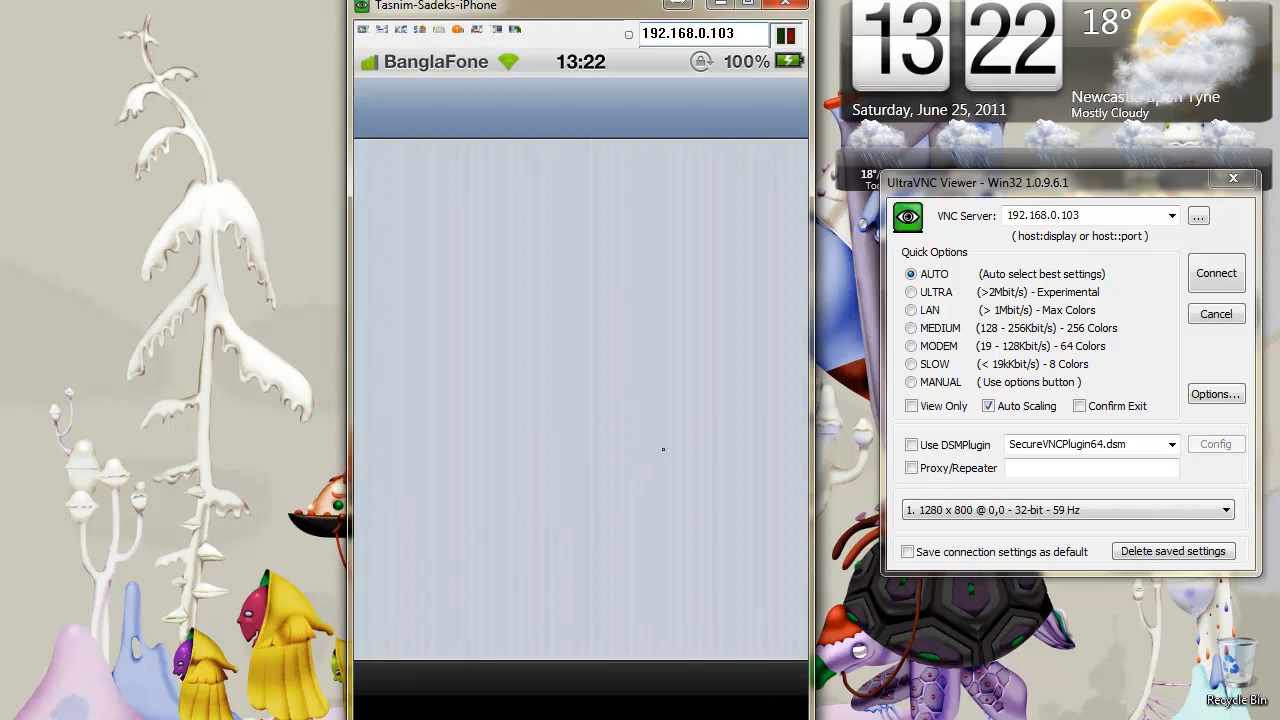 Tasnim-Sadeks-iPhone
192.168.0.103
BanglaFone
13:22
100%
13 22
18°
Newcastle upon Tyne
Mostly Cloudy
Saturday, June 25, 2011
18°/
UltraVNC Viewer - Win32 1.0.9.6.1
VNC Server: 192.168.0.103 ...
( host:display or host::port )
Quick Options
AUTO (Auto select best settings)
ULTRA (>2Mbit/s) - Experimental
LAN (> 1Mbit/s) - Max Colors
MEDIUM (128 - 256Kbit/s) - 256 Colors
MODEM (19 - 128Kbit/s) - 64 Colors
SLOW (< 19kKbit/s) - 8 Colors
MANUAL ( Use options button )
View Only Auto Scaling Confirm Exit
Connect
Cancel
Options...
Use DSMPlugin SecureVNCPlugin64.dsm Config
Proxy/Repeater
1. 1280 x 800 @ 0,0 - 32-bit - 59 Hz
Save connection settings as default Delete saved settings
Recycle Bin